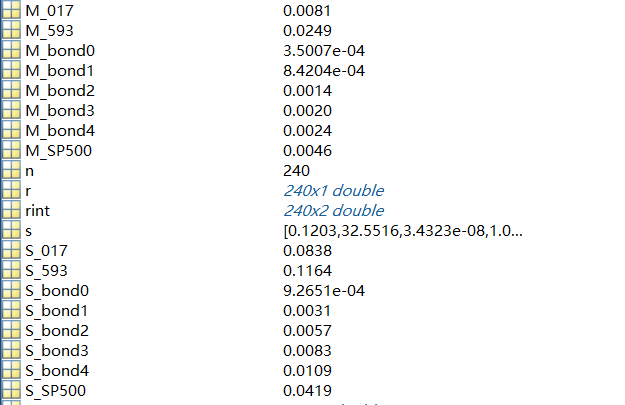 M_017 0.0081
M_593 0.0249
M_bond0 3.5007e-04
M_bond1 8.4204e-04
M_bond2 0.0014
M_bond3 0.0020
M_bond4 0.0024
M_SP500 0.0046
n 240
r 240x1 double
rint 240x2 double
s [0.1203,32.5516,3.4323e-08,1.0...
S_017 0.0838
S_593 0.1164
S_bond0 9.2651e-04
S_bond1 0.0031
S_bond2 0.0057
S_bond3 0.0083
S_bond4 0.0109
S_SP500 0.0419